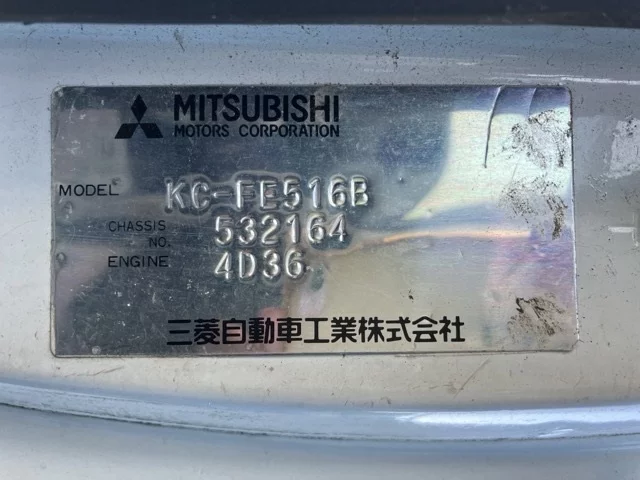 MITSUBISHI
MOTORS CORPORATION
MODEL KC-FE516B
CHASSIS NO. 532164
ENGINE 4D36
三菱自動車工業株式会社